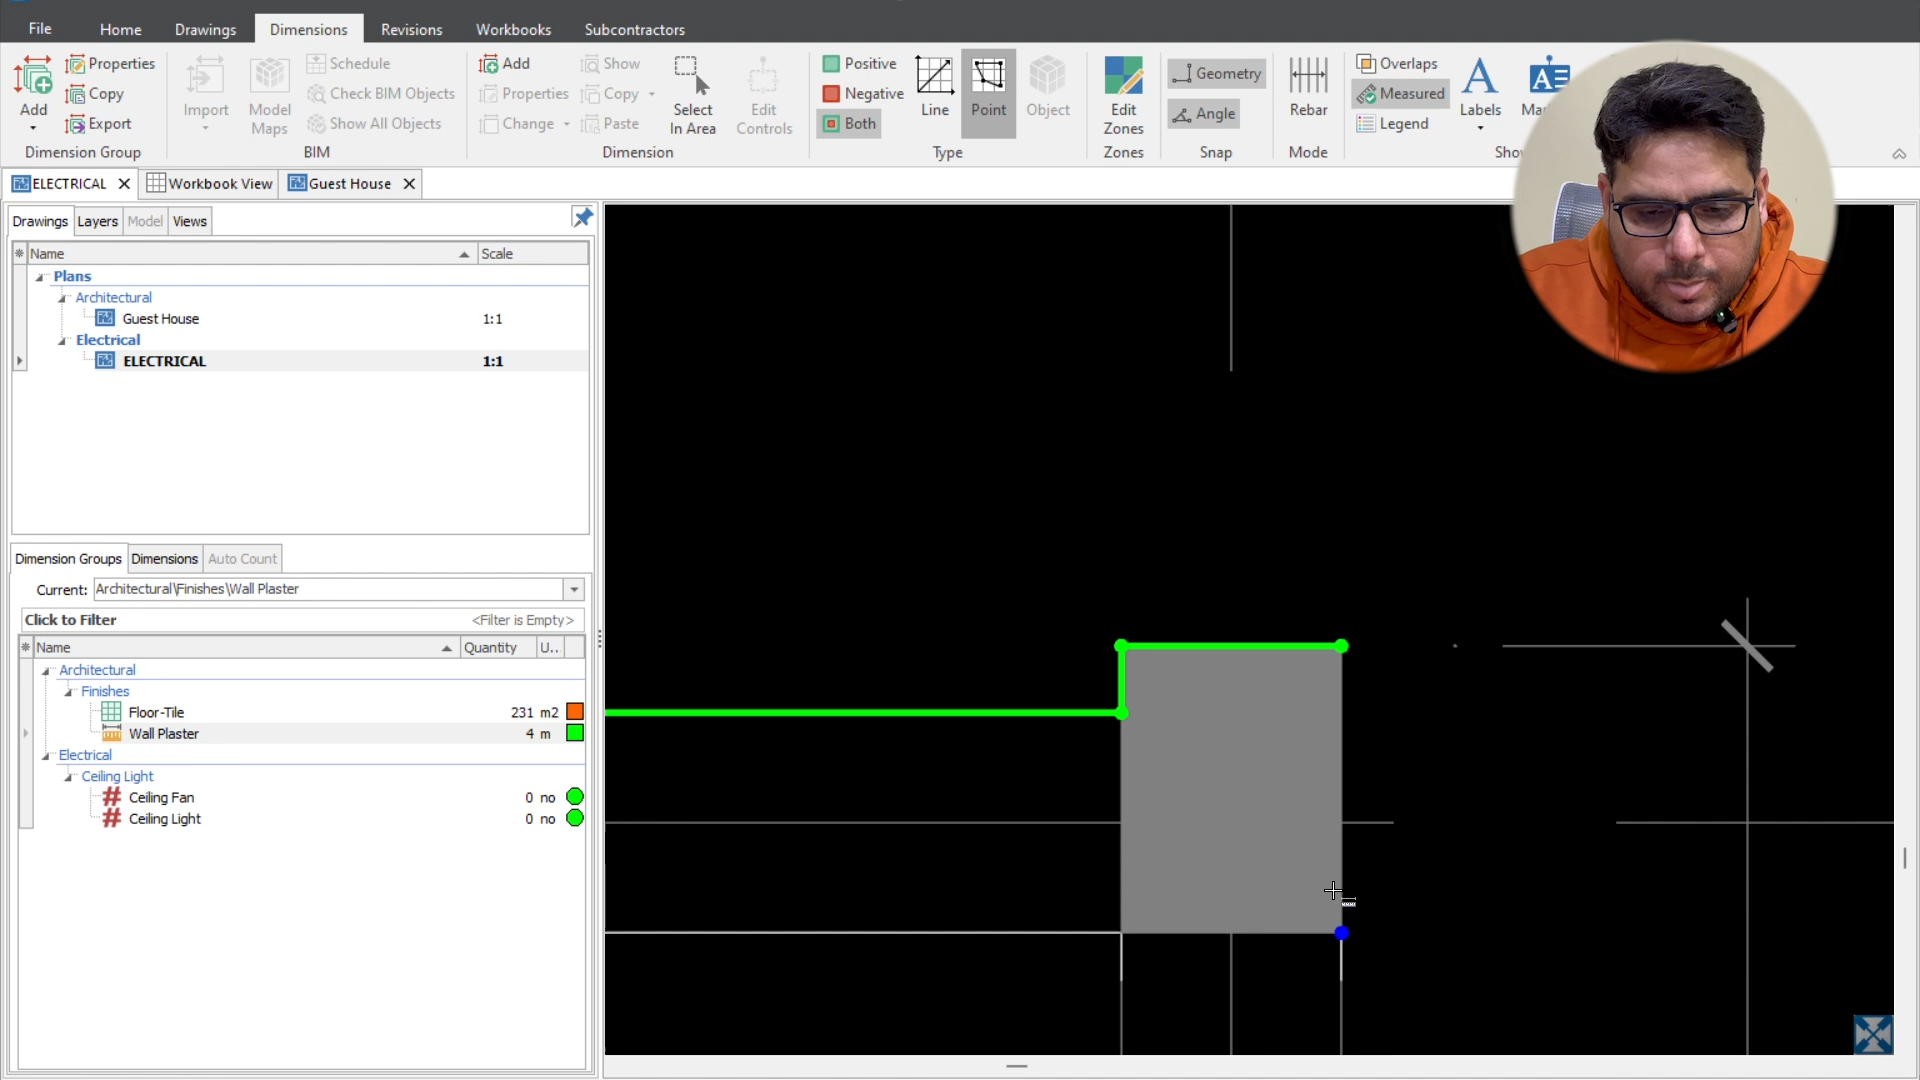 File Home Drawings Dimensions Revisions Workbooks Subcontractors
Add Properties Copy Export
Dimension Group
Import Model Maps Schedule Check BIM Objects Show All Objects
BIM
Add Properties Change Show Copy Paste Select In Area Edit Controls
Dimension
Positive Negative Both Line Point Object
Type
Edit Zones
Zones
Geometry Angle
Snap
Rebar
Mode
Overlaps Measured Legend Labels
ELECTRICAL Workbook View Guest House
Drawings Layers Model Views
Name Scale
Plans
Architectural
Guest House 1:1
Electrical
ELECTRICAL 1:1
Dimension Groups Dimensions Auto Count
Current: Architectural\Finishes\Wall Plaster
Click to Filter <Filter is Empty>
Name Quantity U..
Architectural
Finishes
Floor-Tile 231 m2
Wall Plaster 4 m
Electrical
Ceiling Light
Ceiling Fan 0 no
Ceiling Light 0 no